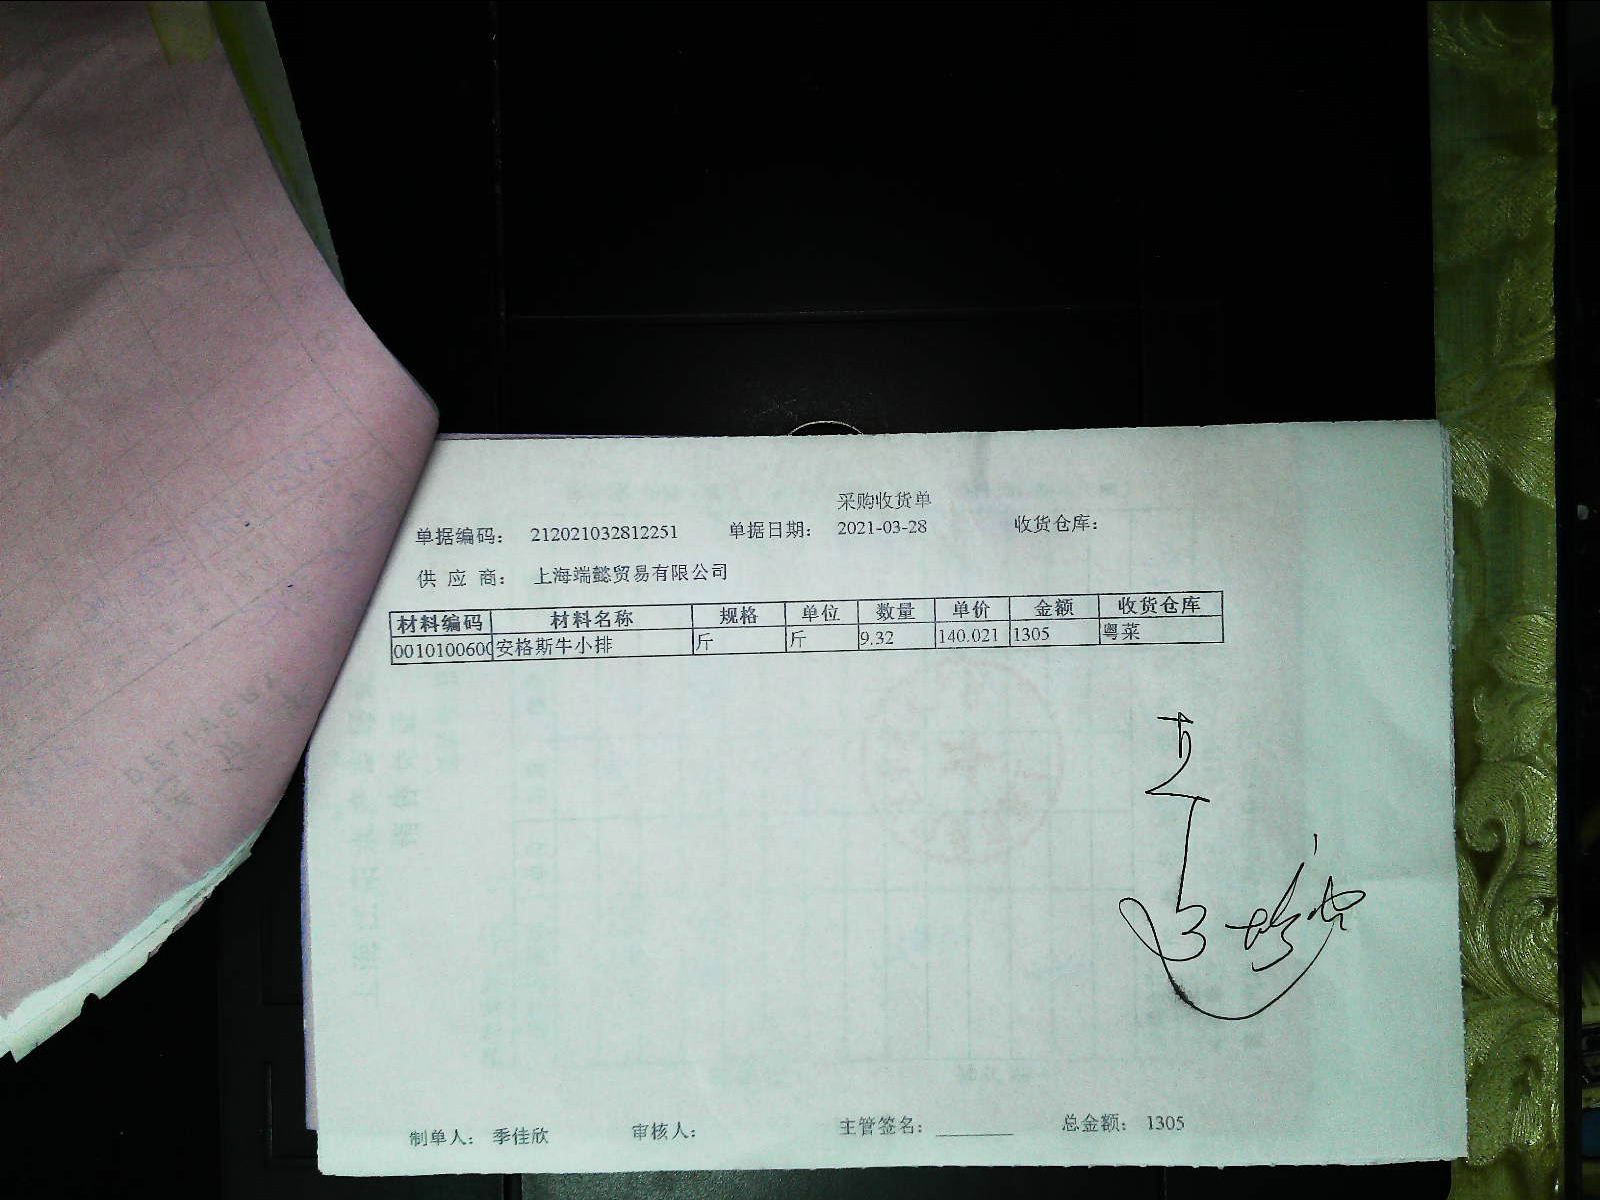 采购收货单
单据编码： 212021032812251 单据日期： 2021-03-28 收货仓库：
供 应 商： 上海端懿贸易有限公司
材料编码 材料名称 规格 单位 数量 单价 金额 收货仓库
0010100600 安格斯牛小排 斤 斤 9.32 140.021 1305 粤菜
制单人： 季佳欣 审核人： 主管签名： ________ 总金额： 1305
DELIVERY